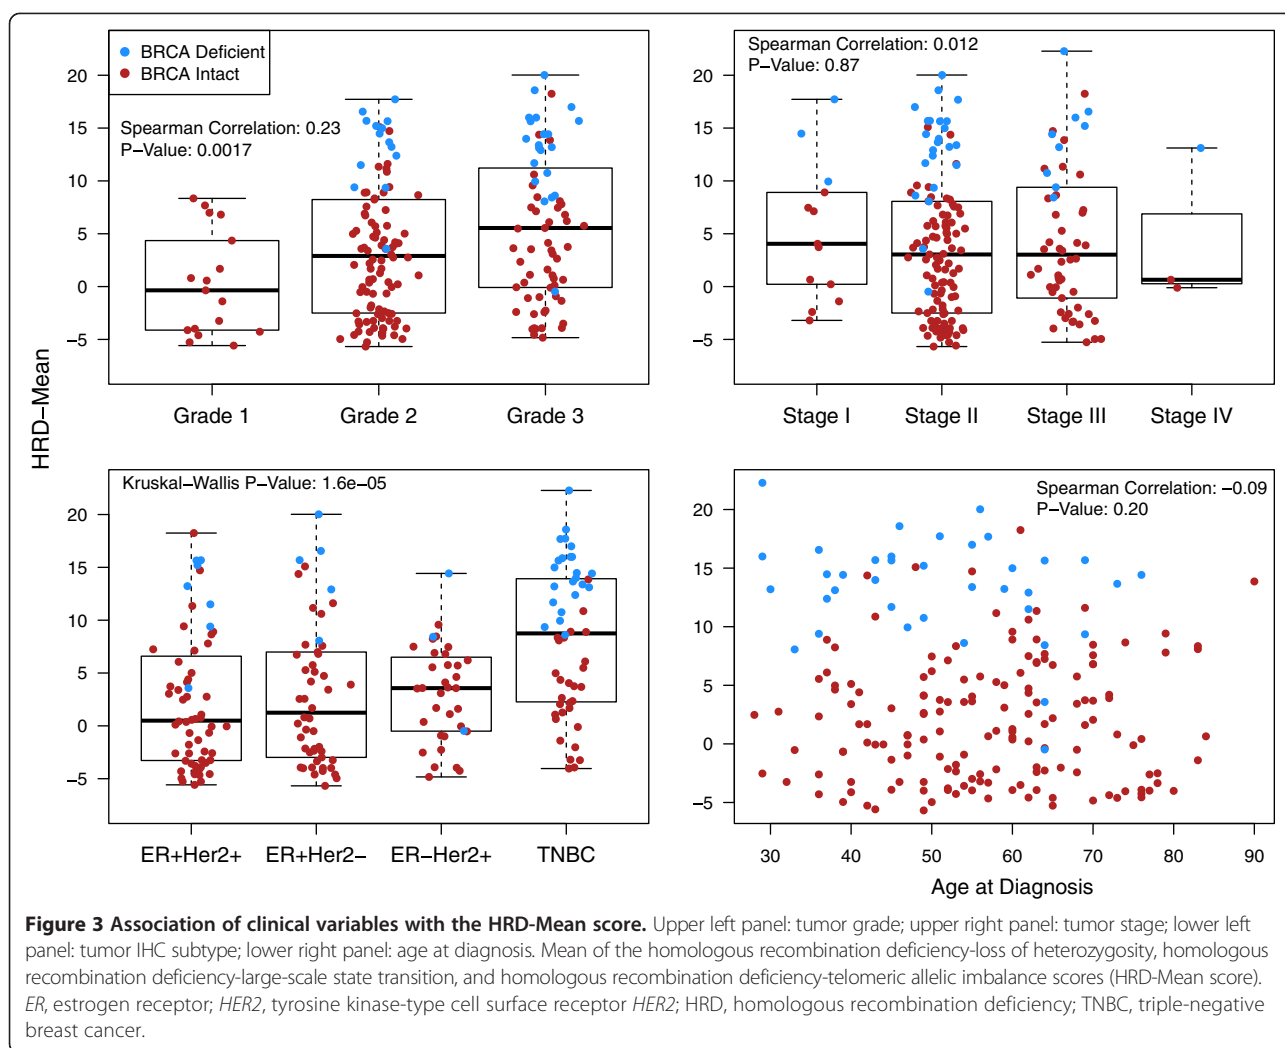 BRCA Deficient
BRCA Intact
Spearman Correlation: 0.23
P−Value: 0.0017
20
15
10
5
0
−5
Grade 1 Grade 2 Grade 3
Spearman Correlation: 0.012
P−Value: 0.87
20
15
10
5
0
−5
Stage I Stage II Stage III Stage IV
HRD−Mean
Kruskal−Wallis P−Value: 1.6e−05
20
15
10
5
0
−5
ER+Her2+ ER+Her2− ER−Her2+ TNBC
Spearman Correlation: −0.09
P−Value: 0.20
20
15
10
5
0
−5
30 40 50 60 70 80 90
Age at Diagnosis
Figure 3 Association of clinical variables with the HRD-Mean score. Upper left panel: tumor grade; upper right panel: tumor stage; lower left
panel: tumor IHC subtype; lower right panel: age at diagnosis. Mean of the homologous recombination deficiency-loss of heterozygosity, homologous
recombination deficiency-large-scale state transition, and homologous recombination deficiency-telomeric allelic imbalance scores (HRD-Mean score).
ER, estrogen receptor; HER2, tyrosine kinase-type cell surface receptor HER2; HRD, homologous recombination deficiency; TNBC, triple-negative
breast cancer.